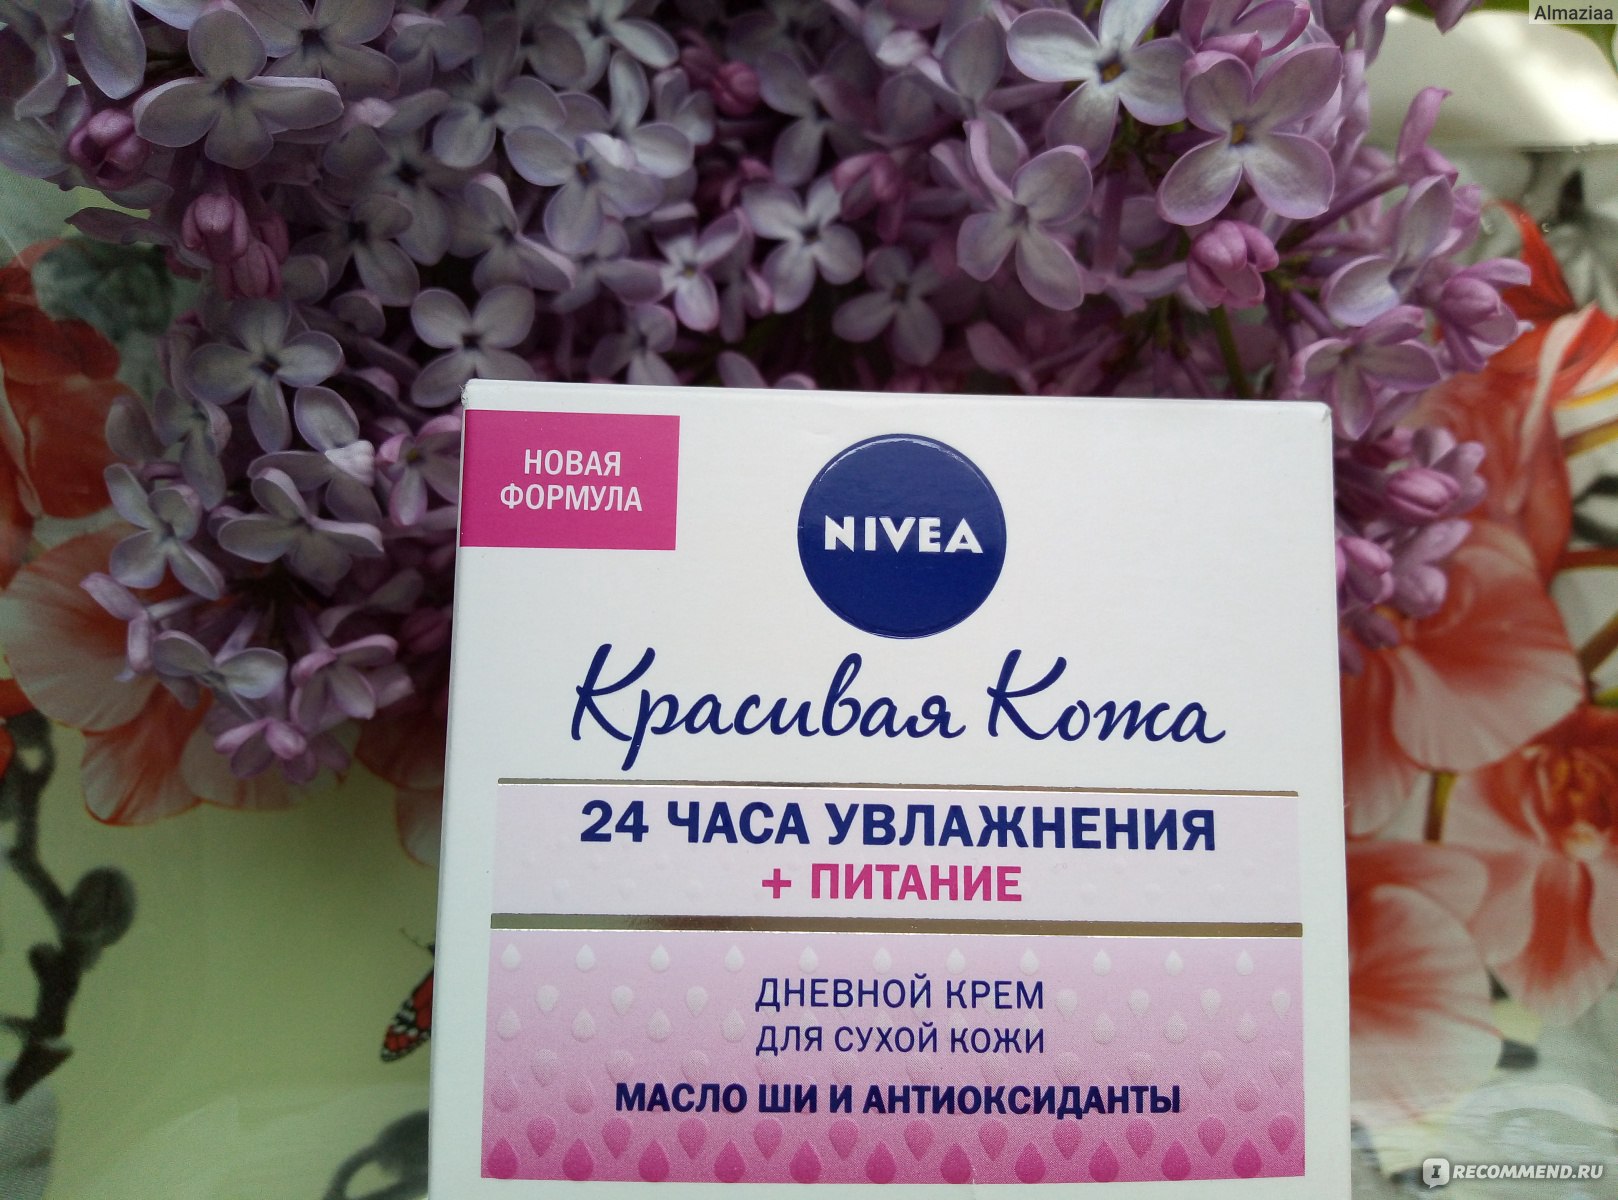 Almaziaa
НОВАЯ
ФОРМУЛА
NIVEA
Красивая Кожа
24 ЧАСА УВЛАЖНЕНИЯ
+ ПИТАНИЕ
ДНЕВНОЙ КРЕМ
ДЛЯ СУХОЙ КОЖИ
МАСЛО ШИ И АНТИОКСИДАНТЫ
IRECOMMEND.RU